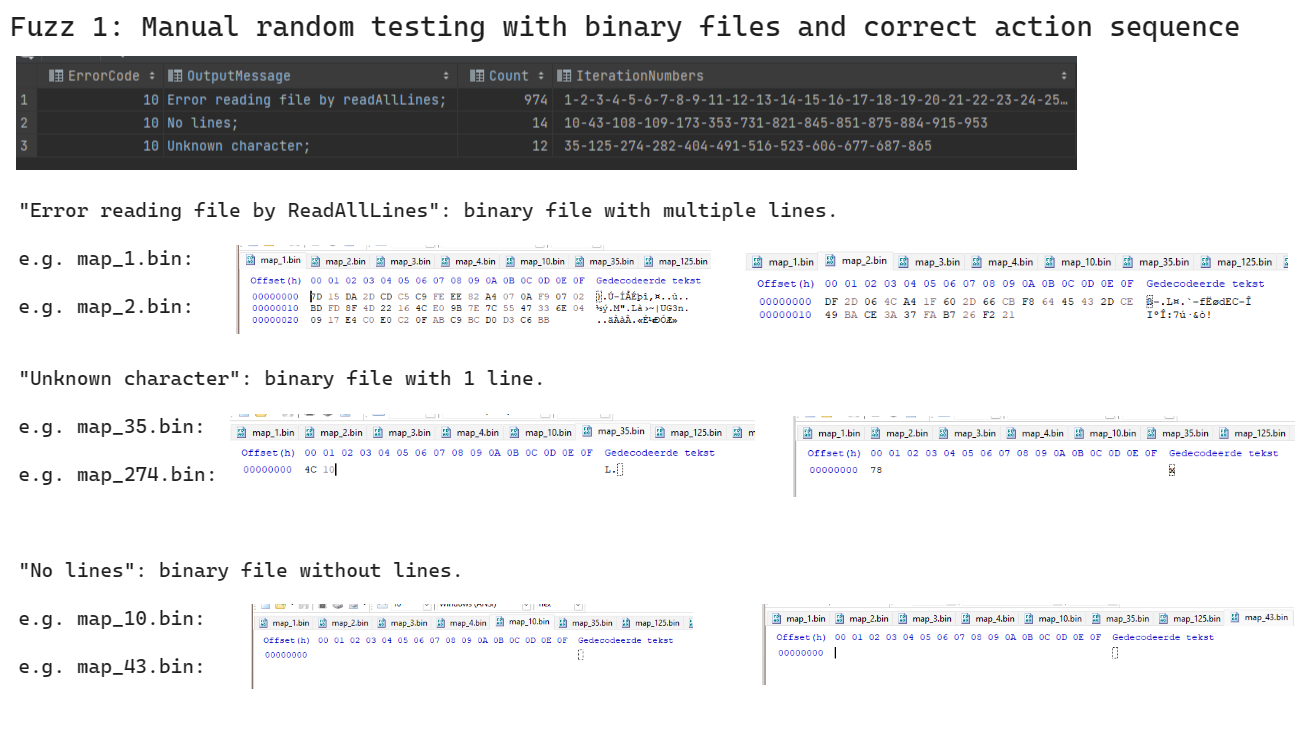 Fuzz 1: Manual random testing with binary files and correct action sequence
ErrorCode OutputMessage Count IterationNumbers
1 10 Error reading file by readAllLines; 974 1-2-3-4-5-6-7-8-9-11-12-13-14-15-16-17-18-19-20-21-22-23-24-25…
2 10 No lines; 14 10-43-108-109-173-353-731-821-845-851-875-884-915-953
3 10 Unknown character; 12 35-125-274-282-404-491-516-523-606-677-687-865
"Error reading file by ReadAllLines": binary file with multiple lines.
e.g. map_1.bin:
e.g. map_2.bin:
map_1.bin map_2.bin map_3.bin map_4.bin map_10.bin map_35.bin map_125.bin
Offset(h) 00 01 02 03 04 05 06 07 08 09 0A 0B 0C 0D 0E 0F Gedecodeerde tekst
00000000 7D 15 DA 2D CD C5 C9 FE EE 82 A4 07 0A F9 07 02
00000010 BD FD 8F 4D 22 16 4C E0 9B 7E 7C 55 47 33 6E 04
00000020 09 17 E4 C0 E0 C2 0F AB C9 BC D0 D3 C6 BB
map_1.bin map_2.bin map_3.bin map_4.bin map_10.bin map_35.bin map_125.bin
Offset(h) 00 01 02 03 04 05 06 07 08 09 0A 0B 0C 0D 0E 0F Gedecodeerde tekst
00000000 DF 2D 06 4C A4 1F 60 2D 66 CB F8 64 45 43 2D CE
00000010 49 BA CE 3A 37 FA B7 26 F2 21 IºÎ:7ú·&ò!
"Unknown character": binary file with 1 line.
e.g. map_35.bin:
e.g. map_274.bin:
map_1.bin map_2.bin map_3.bin map_4.bin map_10.bin map_35.bin map_125.bin m
Offset(h) 00 01 02 03 04 05 06 07 08 09 0A 0B 0C 0D 0E 0F Gedecodeerde tekst
00000000 4C 10 L.
map_1.bin map_2.bin map_3.bin map_4.bin map_10.bin map_35.bin map_125.bin
Offset(h) 00 01 02 03 04 05 06 07 08 09 0A 0B 0C 0D 0E 0F Gedecodeerde tekst
00000000 78 x
"No lines": binary file without lines.
e.g. map_10.bin:
e.g. map_43.bin:
map_1.bin map_2.bin map_3.bin map_4.bin map_10.bin map_35.bin map_125.bin
Offset(h) 00 01 02 03 04 05 06 07 08 09 0A 0B 0C 0D 0E 0F Gedecodeerde tekst
00000000
map_1.bin map_2.bin map_3.bin map_4.bin map_10.bin map_35.bin map_125.bin map_43.bin
Offset(h) 00 01 02 03 04 05 06 07 08 09 0A 0B 0C 0D 0E 0F Gedecodeerde tekst
00000000